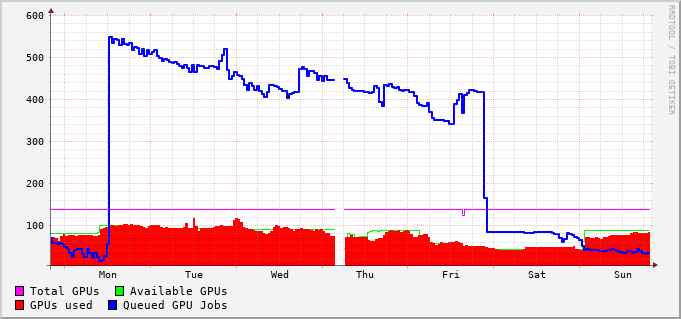 600
500
400
300
200
100
Mon Tue Wed Thu Fri Sat Sun
Total GPUs Available GPUs
GPUs used Queued GPU Jobs
RRDTOOL / TOBI OETIKER